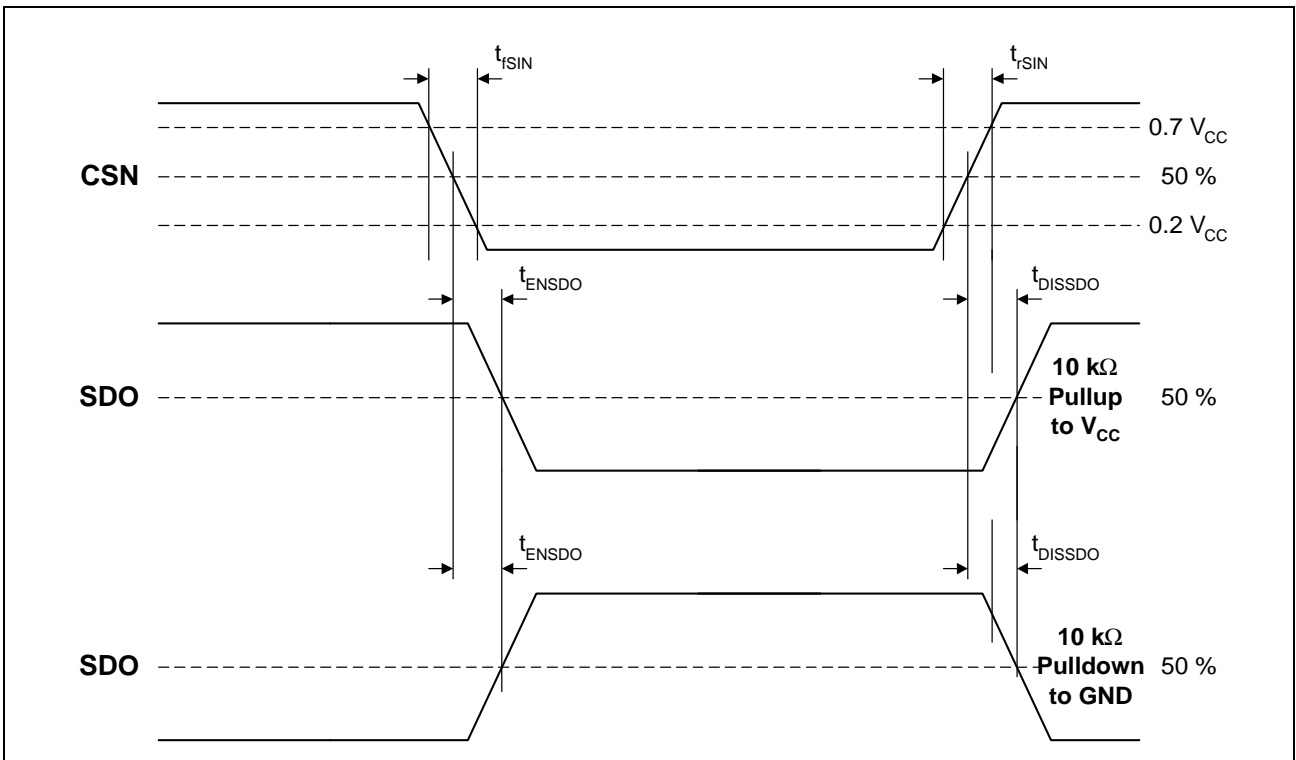 tfSIN
trSIN
0.7 VCC
CSN
50 %
0.2 VCC
tENSDO
tDISSDO
SDO
10 kΩ
Pullup
to VCC
50 %
tENSDO
tDISSDO
SDO
10 kΩ
Pulldown
to GND
50 %